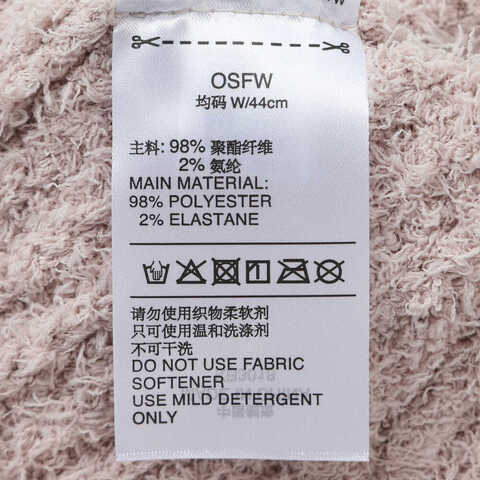 OSFW
均码 W/44cm
主料: 98% 聚酯纤维
2% 氨纶
MAIN MATERIAL:
98% POLYESTER
2% ELASTANE
请勿使用织物柔软剂
只可使用温和洗涤剂
不可干洗
DO NOT USE FABRIC
SOFTENER
USE MILD DETERGENT
ONLY